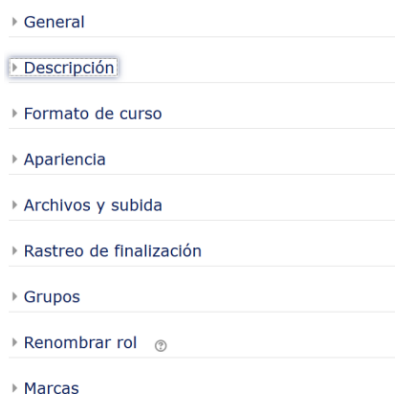 General
Descripción
Formato de curso
Apariencia
Archivos y subida
Rastreo de finalización
Grupos
Renombrar rol
Marcas